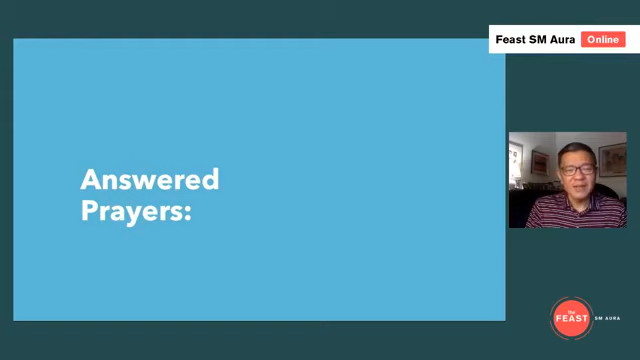 Feast SM Aura Online
Answered
Prayers:
The
FEAST SM AURA